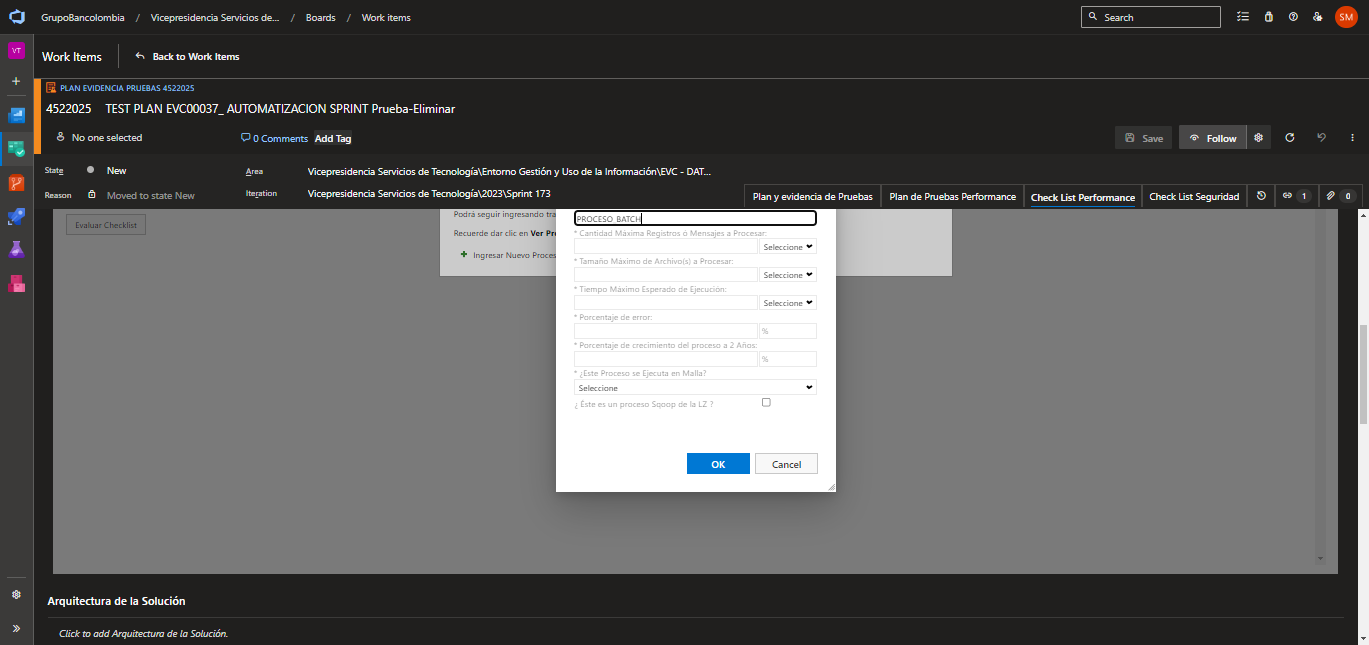 GrupoBancolombia / Vicepresidencia Servicios de... / Boards / Work items
Search
SM
VT
Work Items
Back to Work Items
PLAN EVIDENCIA PRUEBAS 4522025
4522025 TEST PLAN EVC00037_ AUTOMATIZACION SPRINT Prueba-Eliminar
No one selected
0 Comments
Add Tag
Save
Follow
State
New
Area
Vicepresidencia Servicios de Tecnología\Entorno Gestión y Uso de la Información\EVC - DAT...
Reason
Moved to state New
Iteration
Vicepresidencia Servicios de Tecnología\2023\Sprint 173
Plan y evidencia de Pruebas
Plan de Pruebas Performance
Check List Performance
Check List Seguridad
1
0
Evaluar Checklist
Podrá seguir ingresando tra
Recuerde dar clic en Ver Pr
+ Ingresar Nuevo Proces
PROCESO_BATCH
* Cantidad Máxima Registros o Mensajes a Procesar:
Seleccione
* Tamaño Máximo de Archivo(s) a Procesar:
Seleccione
* Tiempo Máximo Esperado de Ejecución:
Seleccione
* Porcentaje de error:
%
* Porcentaje de crecimiento del proceso a 2 Años:
%
* ¿Este Proceso se Ejecuta en Malla?
Seleccione
¿ Éste es un proceso Sqoop de la LZ ?
OK
Cancel
Arquitectura de la Solución
Click to add Arquitectura de la Solución.